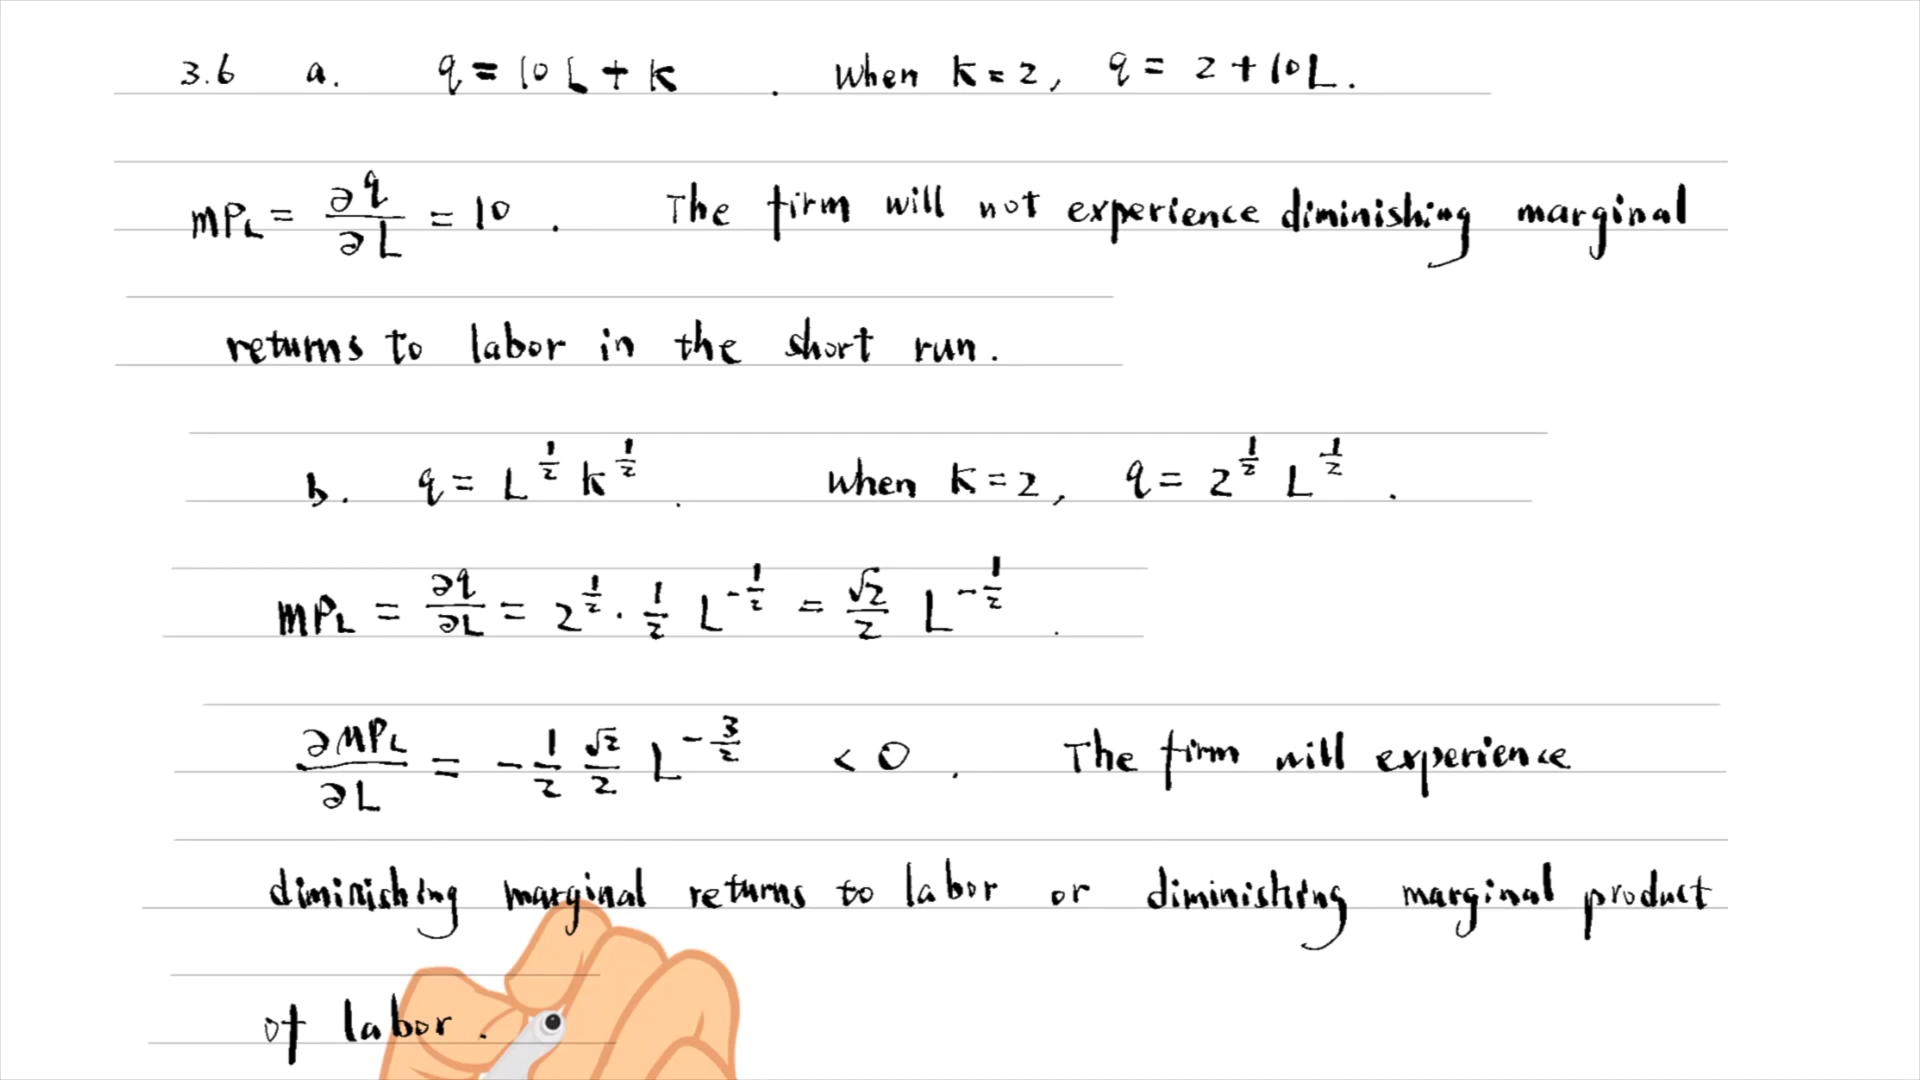 3.6 a. q = 10L + K . When K = 2, q = 2 + 10L.
MPL = ∂q/∂L = 10 . The firm will not experience diminishing marginal
returns to labor in the short run.
b. q = L^(1/2) K^(1/2) . When K = 2, q = 2^(1/2) L^(1/2) .
MPL = ∂q/∂L = 2^(1/2) · 1/2 L^(-1/2) = √2/2 L^(-1/2) .
∂MPL/∂L = - 1/2 √2/2 L^(-3/2) < 0 . The firm will experience
diminishing marginal returns to labor or diminishing marginal product
of labor .